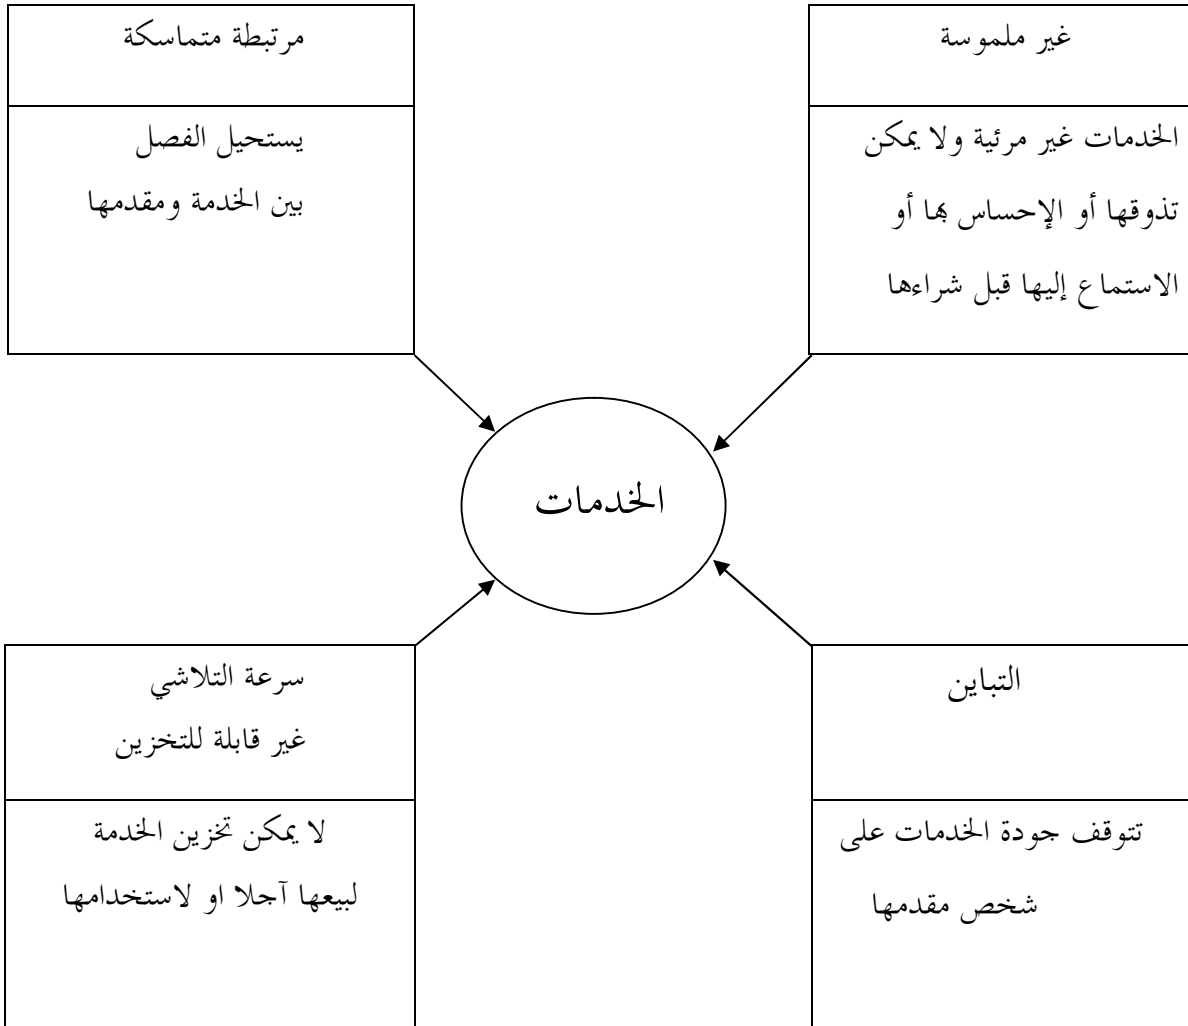 غير ملموسة
الخدمات غير مرئية ولا يمكن
تذوقها أو الإحساس بها أو
الاستماع إليها قبل شراءها
مرتبطة متماسكة
يستحيل الفصل
بين الخدمة ومقدمها
الخدمات
التباين
تتوقف جودة الخدمات على
شخص مقدمها
سرعة التلاشي
غير قابلة للتخزين
لا يمكن تخزين الخدمة
لبيعها آجلا او لاستخدامها